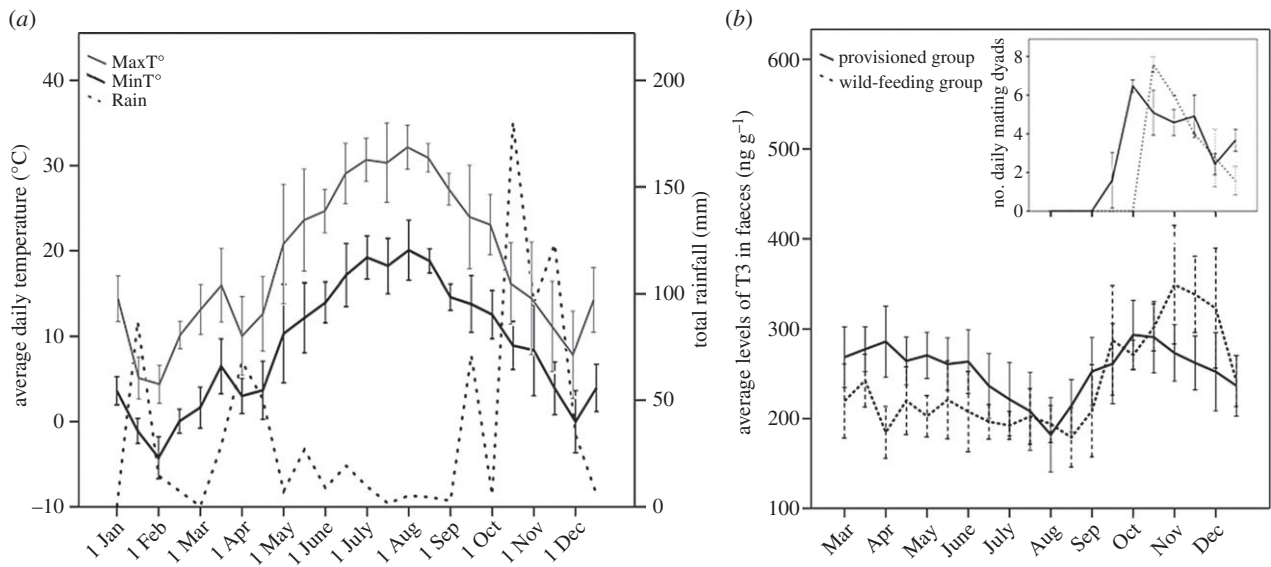 (a)
MaxT°
MinT°
Rain
average daily temperature (°C)
40
30
20
10
0
–10
total rainfall (mm)
200
150
100
50
0
1 Jan
1 Feb
1 Mar
1 Apr
1 May
1 June
1 July
1 Aug
1 Sep
1 Oct
1 Nov
1 Dec
(b)
provisioned group
wild-feeding group
average levels of T3 in faeces (ng g–1)
600
500
400
300
200
100
Mar
Apr
May
June
July
Aug
Sep
Oct
Nov
Dec
no. daily mating dyads
8
6
4
2
0